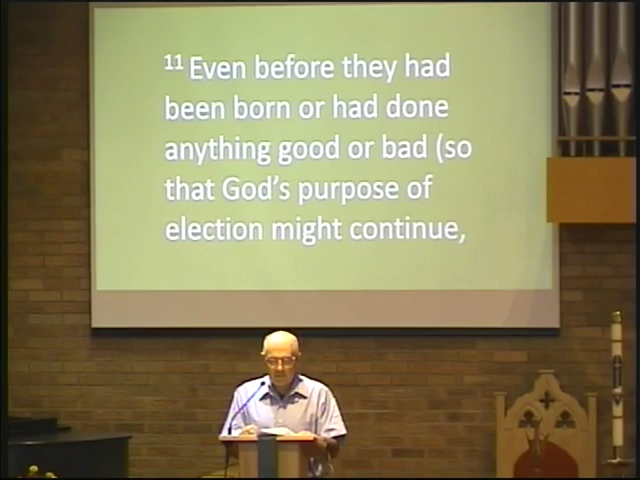 11 Even before they had
been born or had done
anything good or bad (so
that God's purpose of
election might continue,